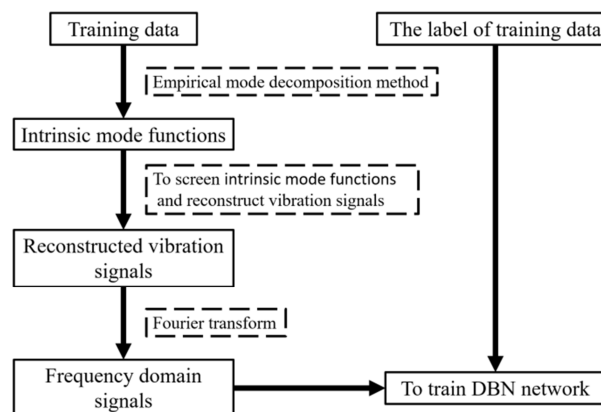 Training data
The label of training data
Empirical mode decomposition method
Intrinsic mode functions
To screen intrinsic mode functions
and reconstruct vibration signals
Reconstructed vibration
signals
Fourier transform
Frequency domain
signals
To train DBN network